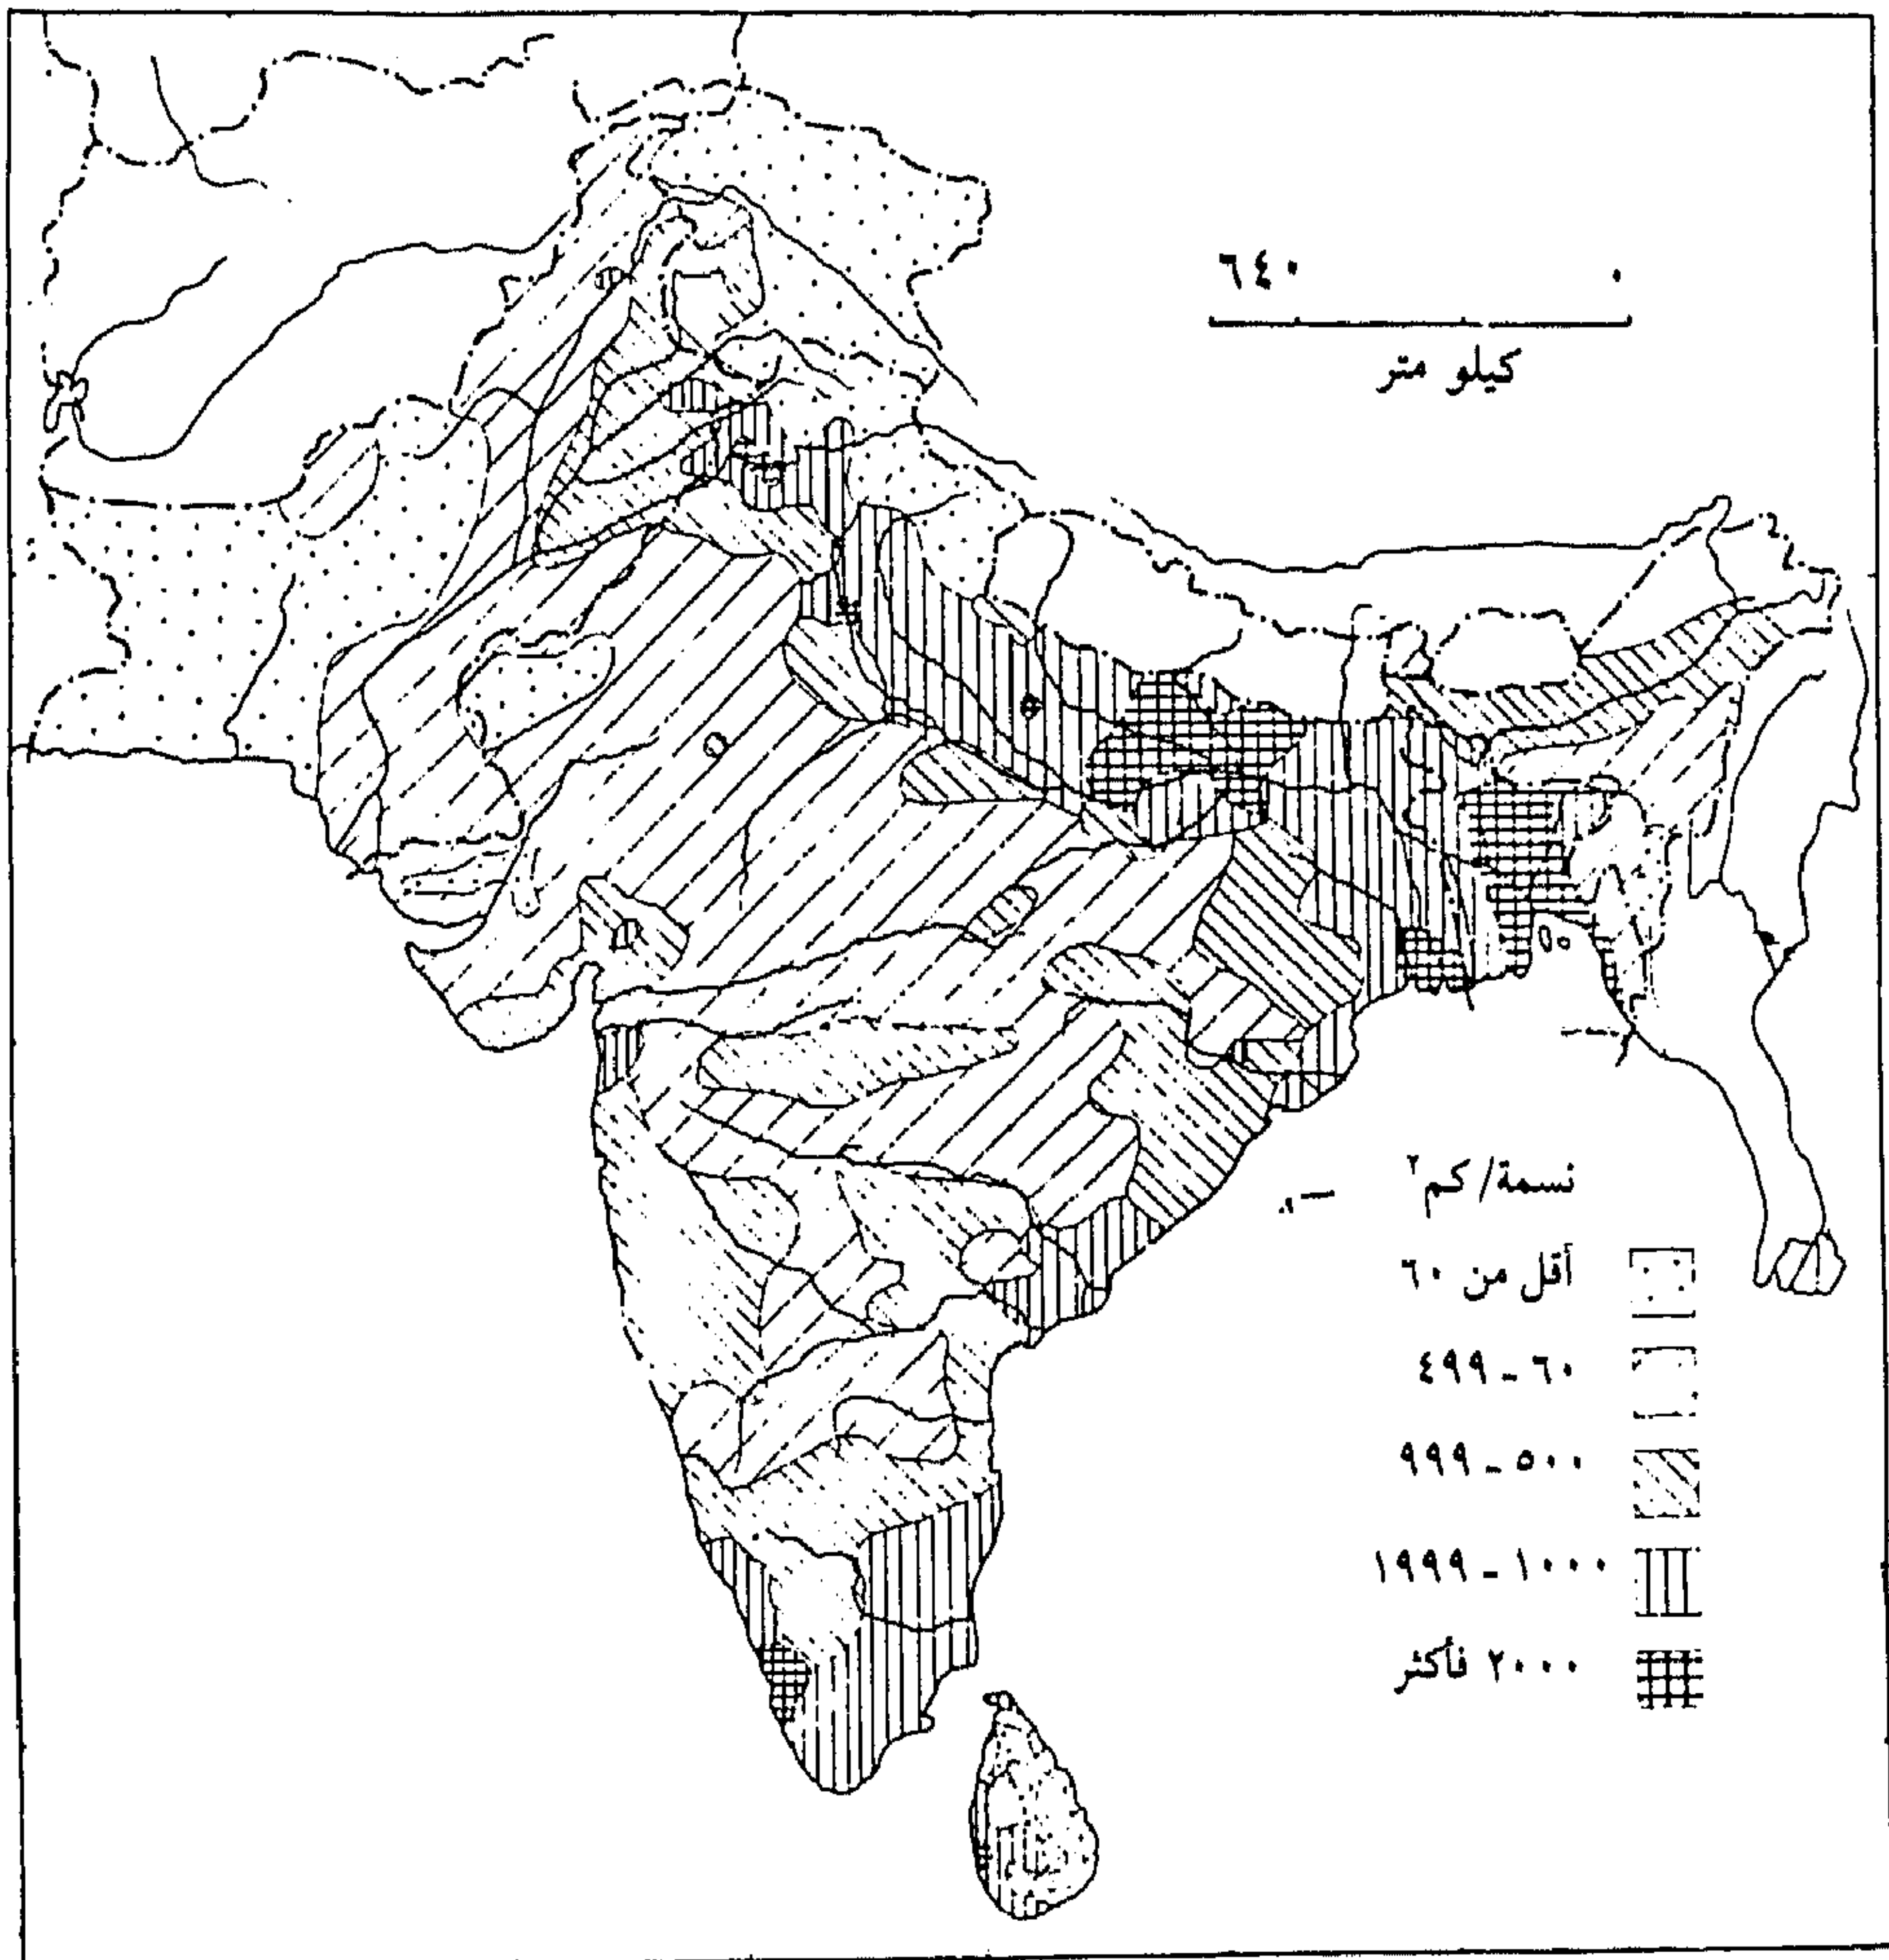 ٦٤٠ ٠
كيلو متر
نسمة/كم٢
أقل من ٦٠
٦٠ - ٤٩٩
٥٠٠ - ٩٩٩
١٠٠٠ - ١٩٩٩
٢٠٠٠ فأكثر